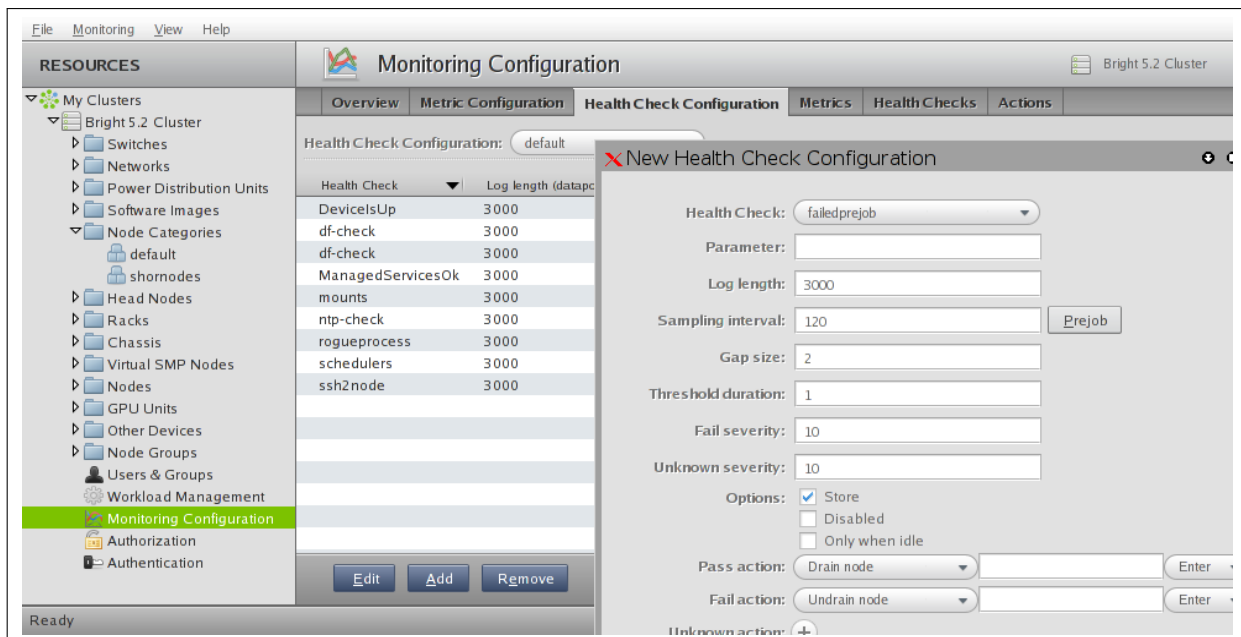 File Monitoring View Help
RESOURCES
Monitoring Configuration
Bright 5.2 Cluster
My Clusters
Bright 5.2 Cluster
Switches
Networks
Power Distribution Units
Software Images
Node Categories
default
shornodes
Head Nodes
Racks
Chassis
Virtual SMP Nodes
Nodes
GPU Units
Other Devices
Node Groups
Users & Groups
Workload Management
Monitoring Configuration
Authorization
Authentication
Ready
Overview Metric Configuration Health Check Configuration Metrics Health Checks Actions
Health Check Configuration: default
Health Check Log length (datapo
DeviceIsUp 3000
df-check 3000
df-check 3000
ManagedServicesOk 3000
mounts 3000
ntp-check 3000
rogueprocess 3000
schedulers 3000
ssh2node 3000
Edit Add Remove
New Health Check Configuration
Health Check: failedprejob
Parameter:
Log length: 3000
Sampling interval: 120 Prejob
Gap size: 2
Threshold duration: 1
Fail severity: 10
Unknown severity: 10
Options: Store
Disabled
Only when idle
Pass action: Drain node Enter
Fail action: Undrain node Enter
Unknown action: